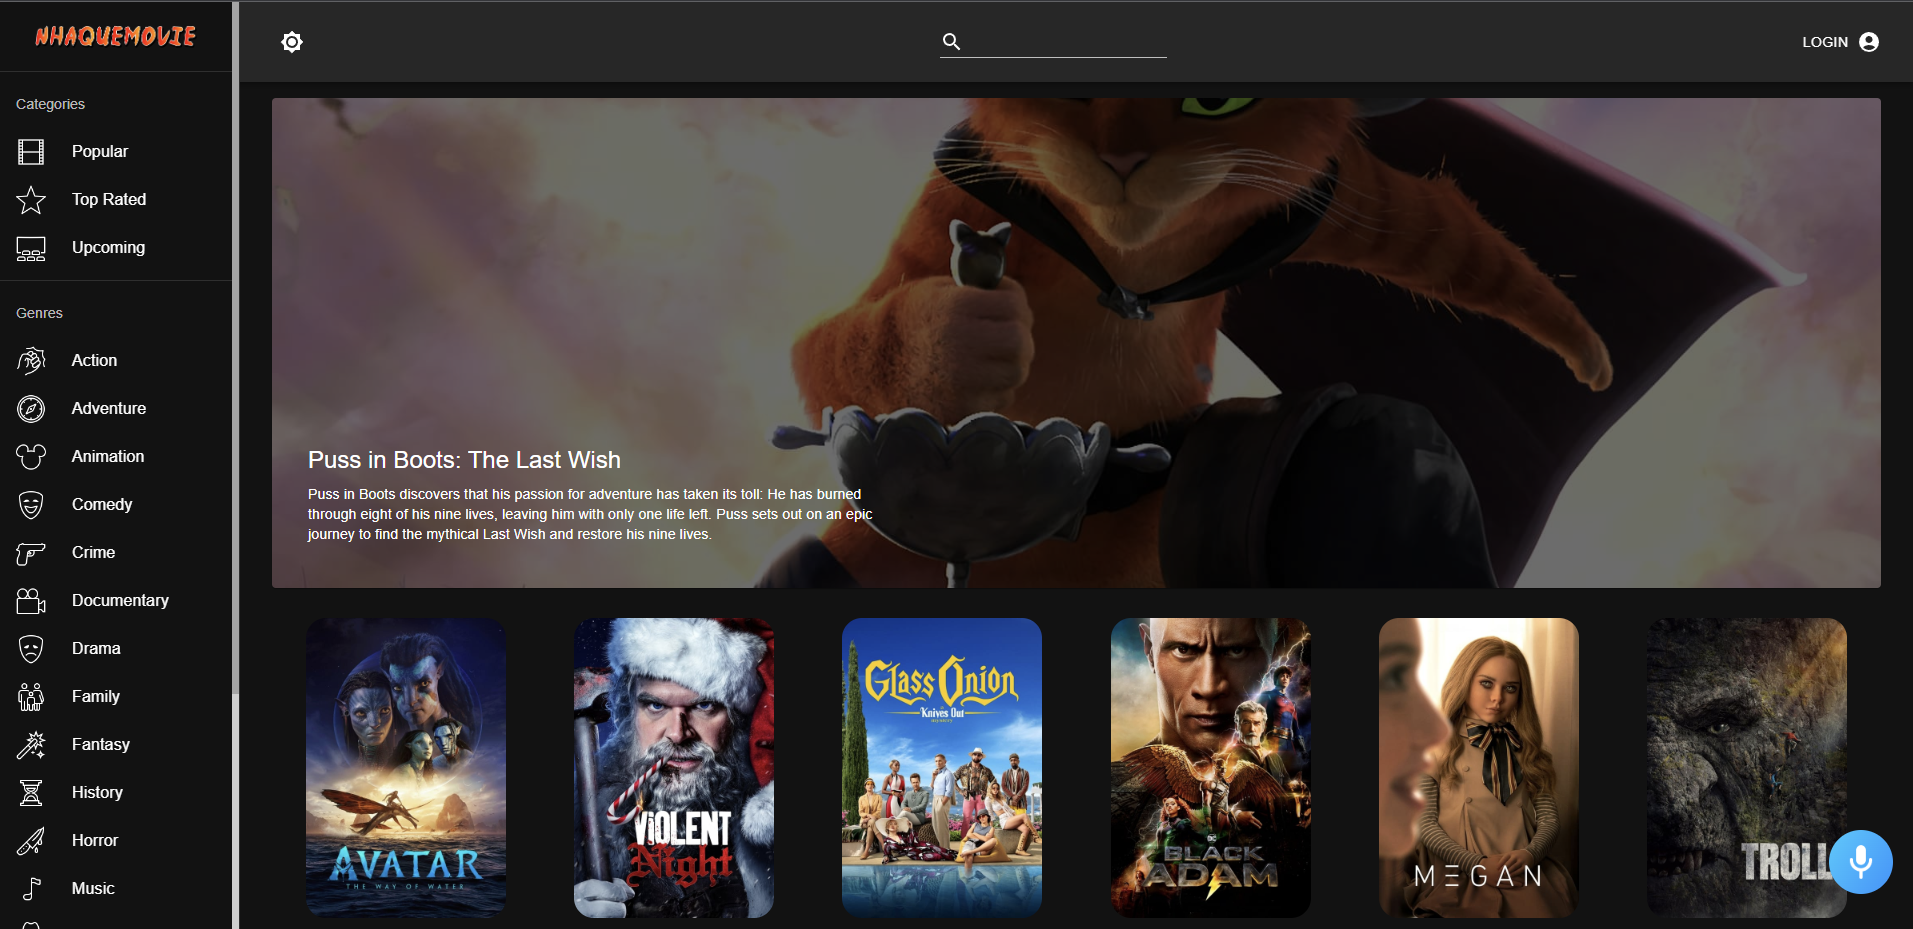 NHAQUEMOVIE
LOGIN
Categories
Popular
Top Rated
Upcoming
Genres
Action
Adventure
Animation
Comedy
Crime
Documentary
Drama
Family
Fantasy
History
Horror
Music
Puss in Boots: The Last Wish
Puss in Boots discovers that his passion for adventure has taken its toll: He has burned
through eight of his nine lives, leaving him with only one life left. Puss sets out on an epic
journey to find the mythical Last Wish and restore his nine lives.
AVATAR
THE WAY OF WATER
VIOLENT
Night
Glass Onion
A
Knives Out
mystery
DC
BLACK
ADAM
M≡GAN
TROLL